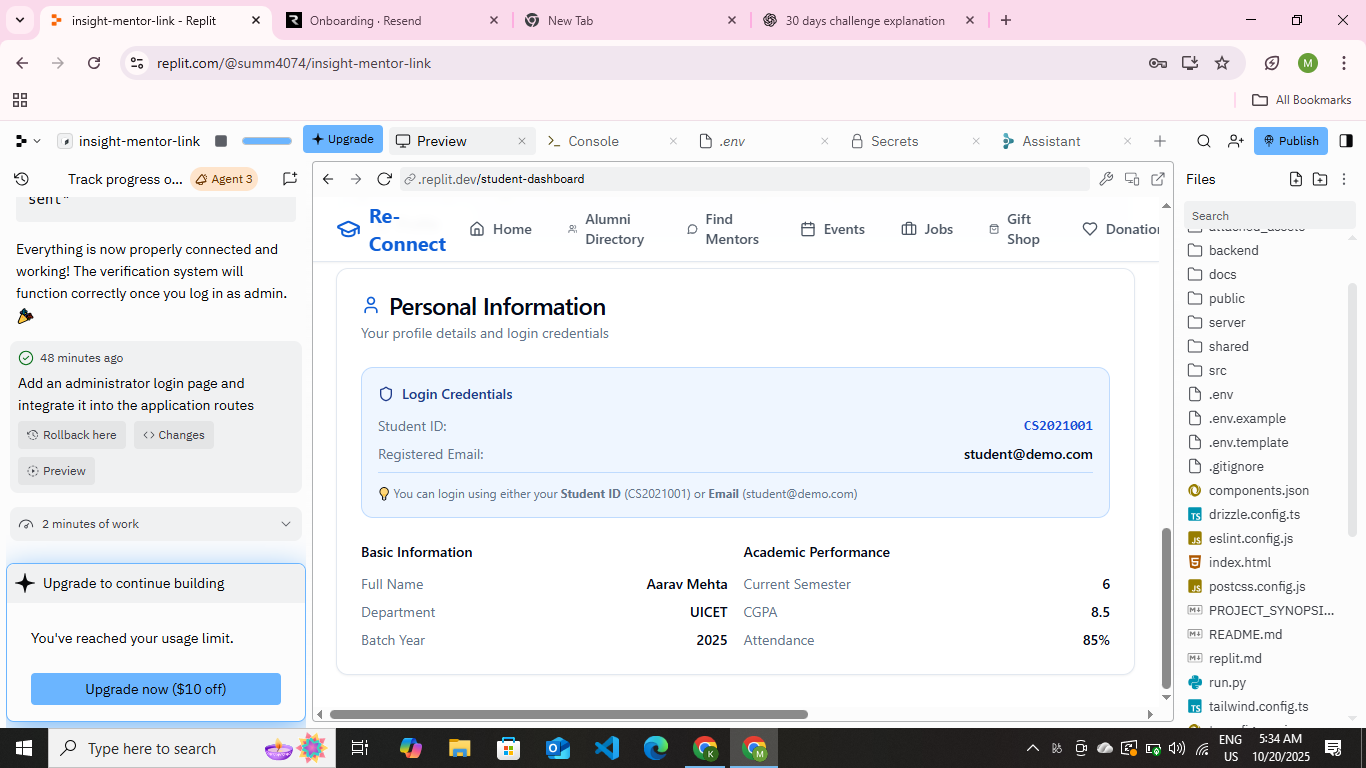 insight-mentor-link - Replit
Onboarding · Resend
New Tab
30 days challenge explanation
replit.com/@summ4074/insight-mentor-link
M
All Bookmarks
insight-mentor-link
Upgrade
Preview
Console
.env
Secrets
Assistant
Publish
Track progress o...
Agent 3
sent"
Everything is now properly connected and
working! The verification system will
function correctly once you log in as admin.
🎉
48 minutes ago
Add an administrator login page and
integrate it into the application routes
Rollback here
Changes
Preview
2 minutes of work
Upgrade to continue building
You've reached your usage limit.
Upgrade now ($10 off)
.replit.dev/student-dashboard
Re-
Connect
Home
Alumni
Directory
Find
Mentors
Events
Jobs
Gift
Shop
Donation
Personal Information
Your profile details and login credentials
Login Credentials
Student ID: CS2021001
Registered Email: student@demo.com
💡 You can login using either your Student ID (CS2021001) or Email (student@demo.com)
Basic Information
Full Name Aarav Mehta
Department UICET
Batch Year 2025
Academic Performance
Current Semester 6
CGPA 8.5
Attendance 85%
Files
Search
attached_assets
backend
docs
public
server
shared
src
.env
.env.example
.env.template
.gitignore
components.json
drizzle.config.ts
eslint.config.js
index.html
postcss.config.js
PROJECT_SYNOPSI...
README.md
replit.md
run.py
tailwind.config.ts
Type here to search
K
M
ENG
US
5:34 AM
10/20/2025